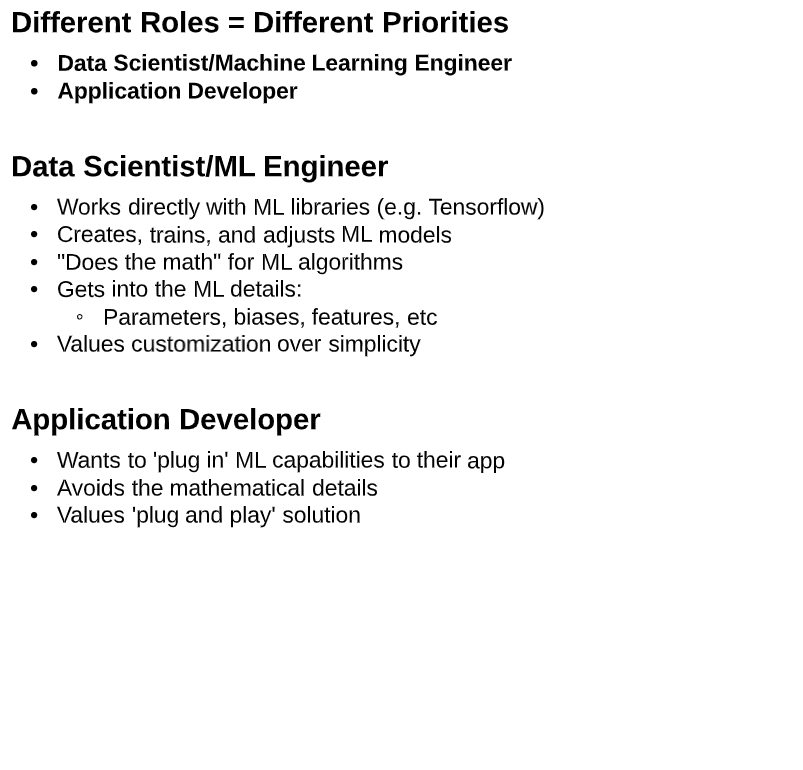 Different Roles = Different Priorities
• Data Scientist/Machine Learning Engineer
• Application Developer
Data Scientist/ML Engineer
• Works directly with ML libraries (e.g. Tensorflow)
• Creates, trains, and adjusts ML models
• "Does the math" for ML algorithms
• Gets into the ML details:
◦ Parameters, biases, features, etc
• Values customization over simplicity
Application Developer
• Wants to 'plug in' ML capabilities to their app
• Avoids the mathematical details
• Values 'plug and play' solution